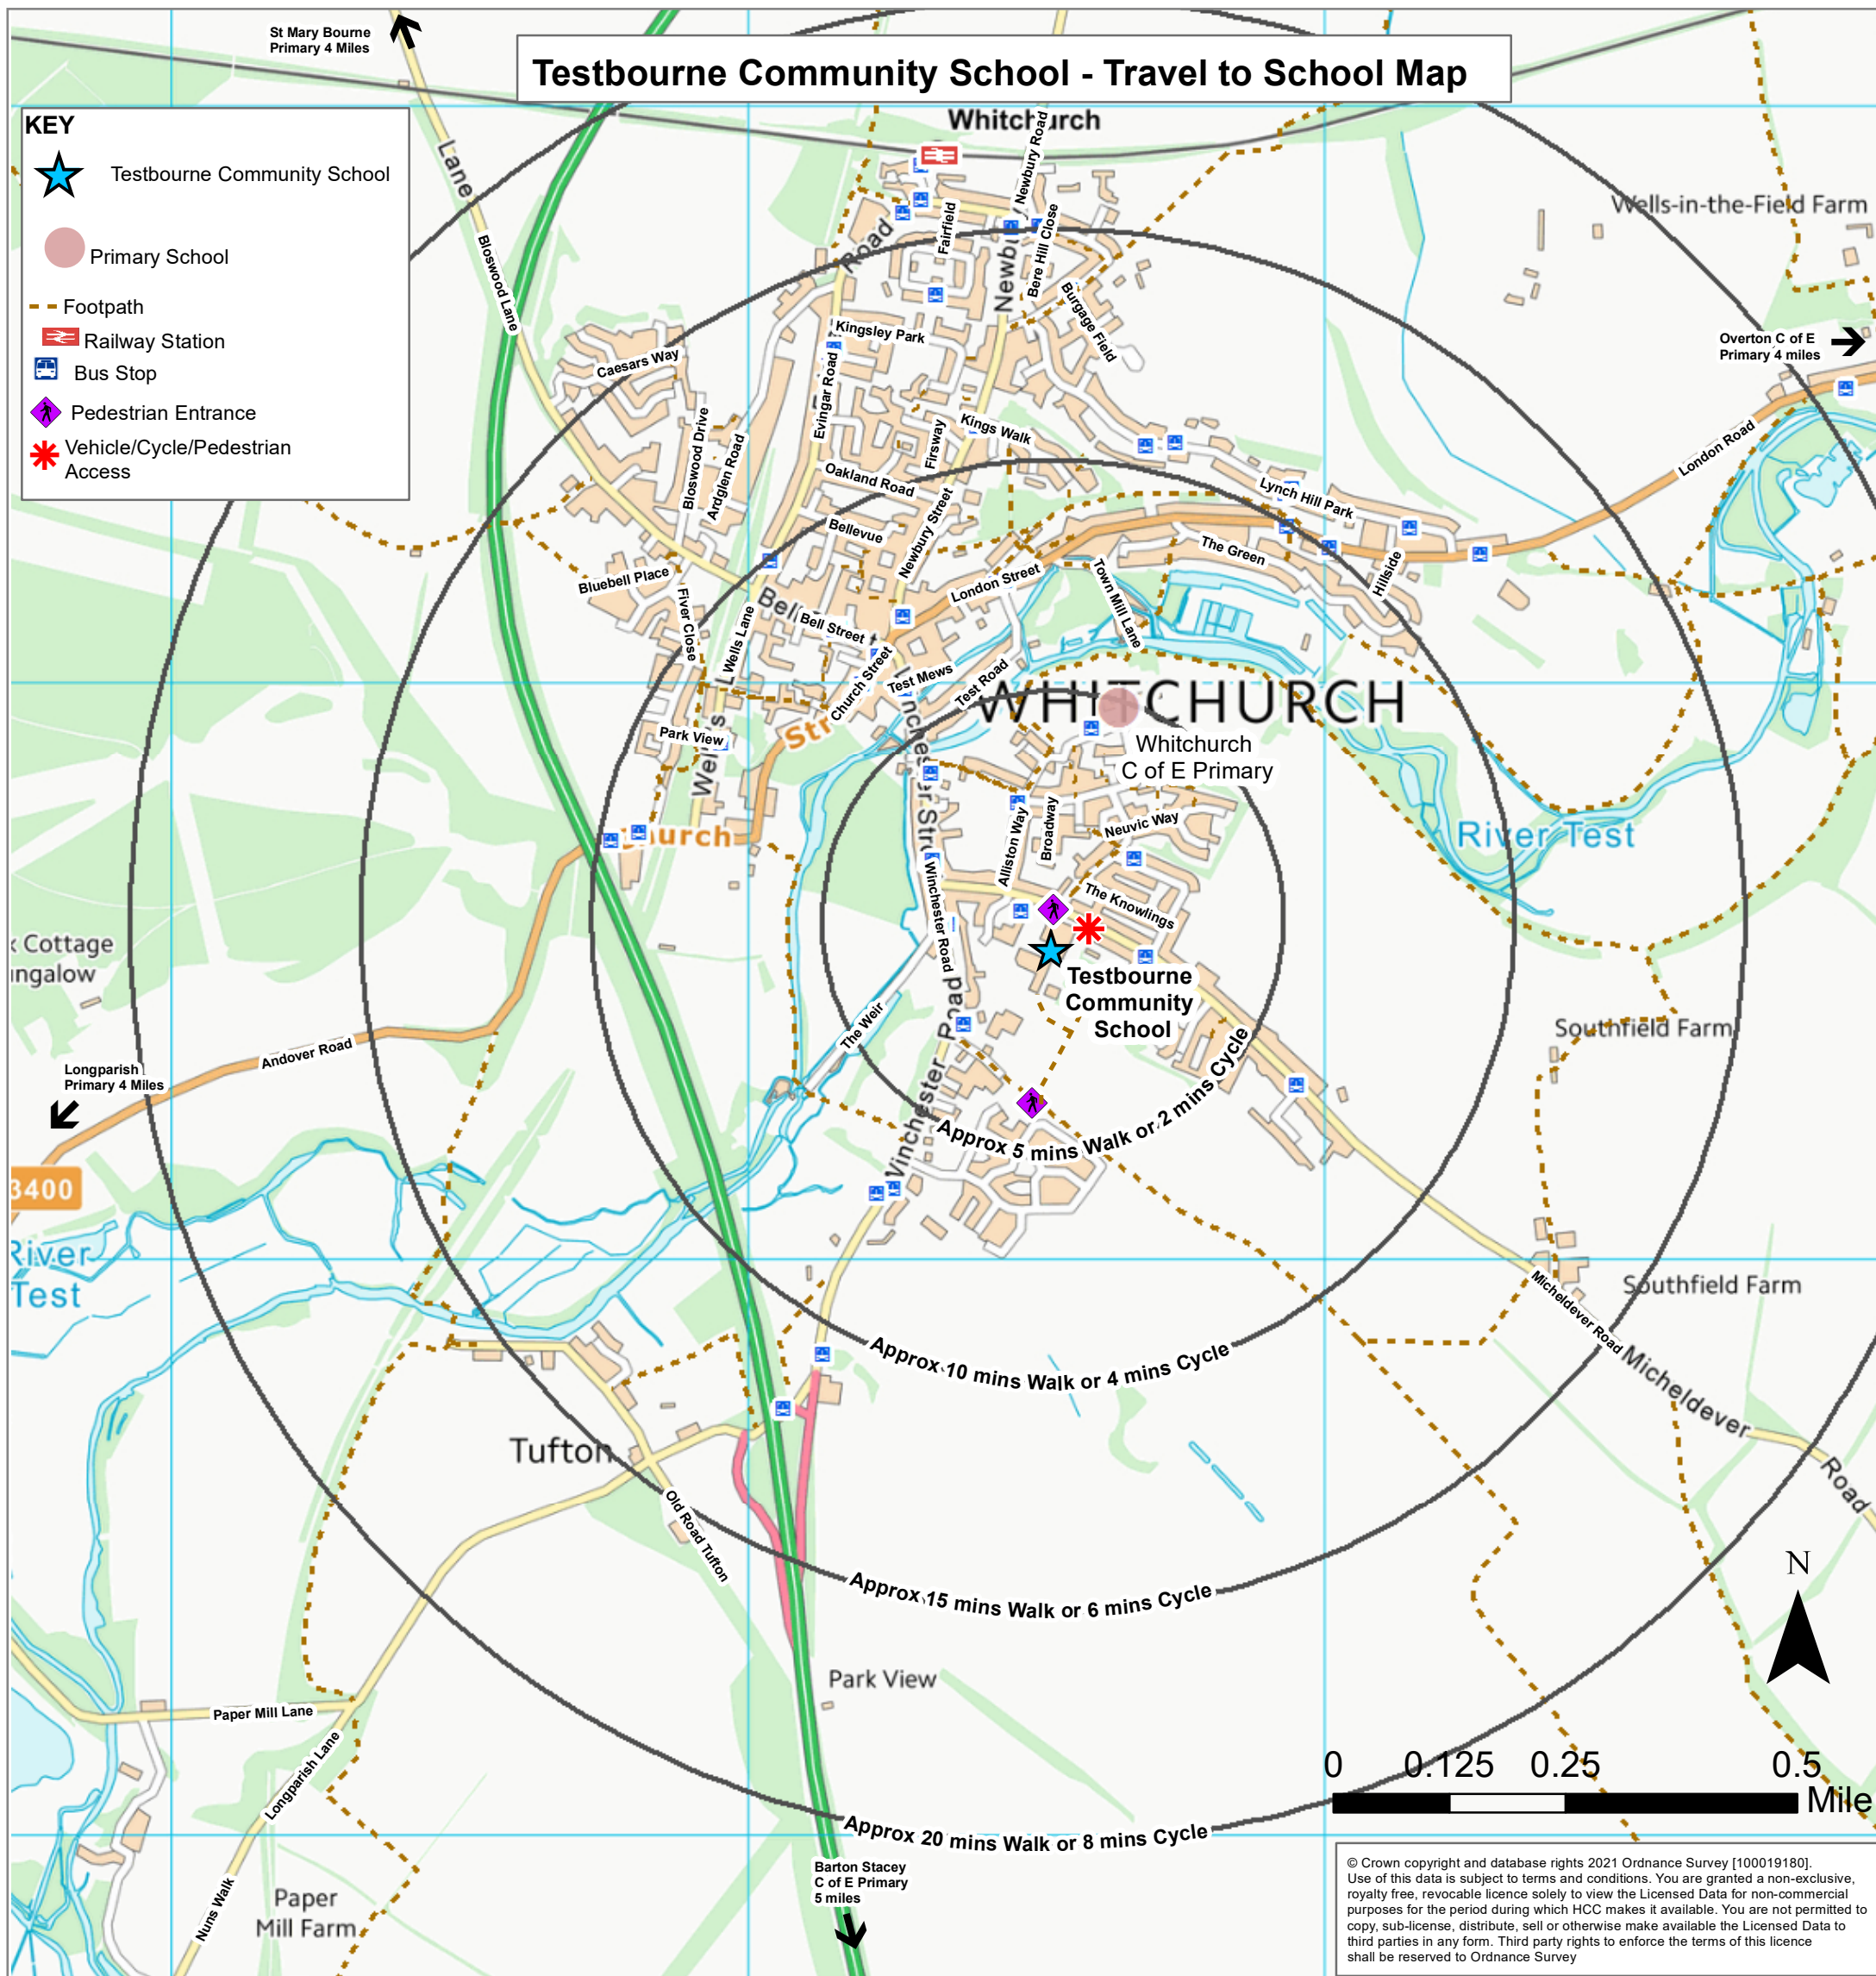 St Mary Bourne
Primary 4 Miles
Testbourne Community School - Travel to School Map
KEY
Testbourne Community School
Primary School
Footpath
Railway Station
Bus Stop
Pedestrian Entrance
Vehicle/Cycle/Pedestrian
Access
Whitchurch
Newbury Road
Wells-in-the-Field Farm
Lane
Bloswood Lane
Road
Fairfield
Bere Hill Close
Burgage Field
Kingsley Park
Overton C of E
Primary 4 miles
Caesars Way
Evingar Road
Bloswood Drive
Ardglen Road
Firsway
Kings Walk
London Road
Oakland Road
Lynch Hill Park
Bellevue
Newbury Street
The Green
Bluebell Place
London Street
Town Mill Lane
Hillside
Fiver Close
Wells Lane
Bell Street
Church Street
Test Mews
Test Road
WHITCHURCH
Park View
Whitchurch
C of E Primary
River Test
Alliston Way
Broadway
Neuvic Way
Winchester Road
The Knowlings
Cottage
Testbourne
Community
School
Southfield Farm
The Weir
Andover Road
Longparish
Primary 4 Miles
Winchester Road
Approx 5 mins Walk or 2 mins Cycle
3400
River
Test
Southfield Farm
Micheldever Road
Micheldever
Road
Approx 10 mins Walk or 4 mins Cycle
Tufton
Old Road Tufton
Approx 15 mins Walk or 6 mins Cycle
N
Park View
Paper Mill Lane
Longparish Lane
0 0.125 0.25 0.5
Mile
Approx 20 mins Walk or 8 mins Cycle
Barton Stacey
C of E Primary
5 miles
Nuns Walk
Paper
Mill Farm
© Crown copyright and database rights 2021 Ordnance Survey [100019180].
Use of this data is subject to terms and conditions. You are granted a non-exclusive,
royalty free, revocable licence solely to view the Licensed Data for non-commercial
purposes for the period during which HCC makes it available. You are not permitted to
copy, sub-license, distribute, sell or otherwise make available the Licensed Data to
third parties in any form. Third party rights to enforce the terms of this licence
shall be reserved to Ordnance Survey